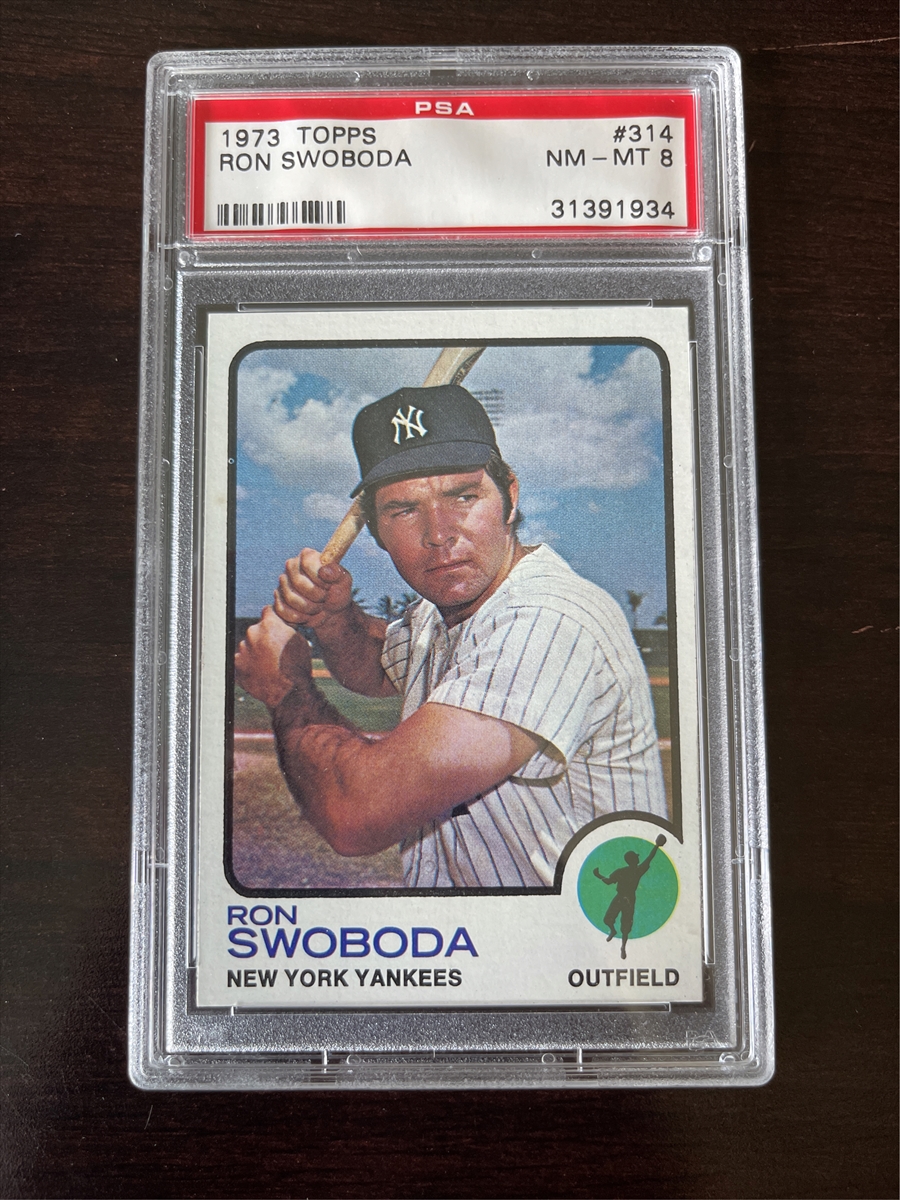 PSA
1973 TOPPS #314
RON SWOBODA NM - MT 8
31391934
NY
RON
SWOBODA
NEW YORK YANKEES OUTFIELD